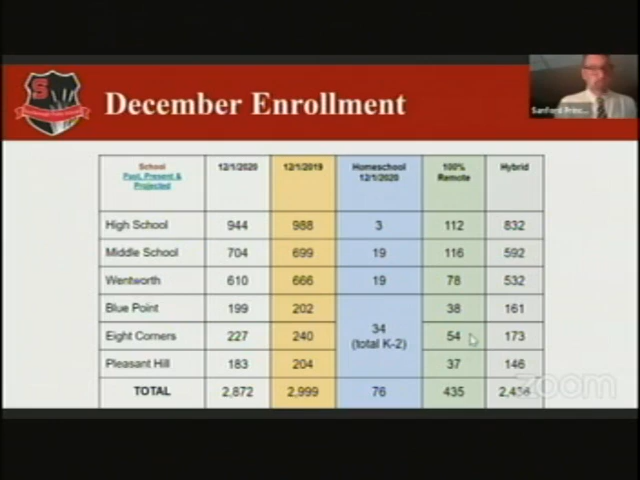 December Enrollment
Sanford Princ...
School
Past, Present &
Projected
12/1/2020
12/1/2019
Homeschool
12/1/2020
100%
Remote
Hybrid
High School 944 988 3 112 832
Middle School 704 699 19 116 592
Wentworth 610 666 19 78 532
Blue Point 199 202 38 161
34
(total K-2)
Eight Corners 227 240 54 173
Pleasant Hill 183 204 37 146
TOTAL 2,872 2,999 76 435
zoom